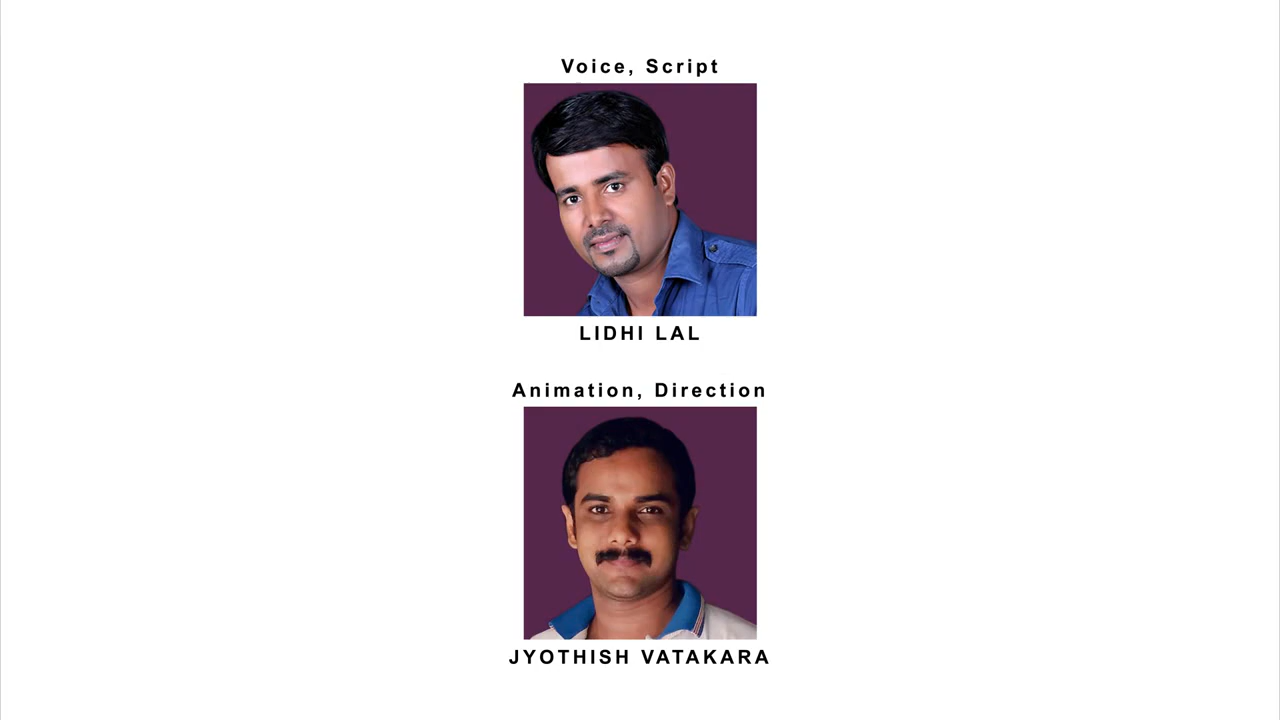 Voice, Script
LIDHI LAL
Animation, Direction
JYOTHISH VATAKARA